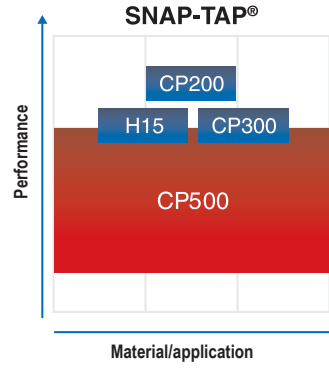 SNAP-TAP®
Performance
CP200
H15
CP300
CP500
Material/application